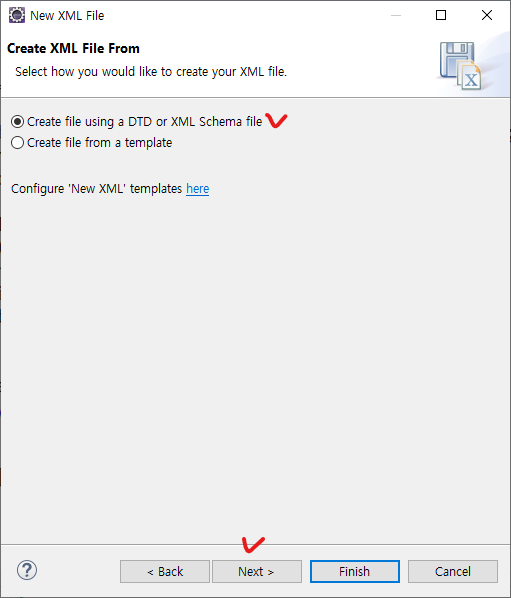 New XML File
Create XML File From
Select how you would like to create your XML file.
Create file using a DTD or XML Schema file
Create file from a template
Configure 'New XML' templates here
?
< Back
Next >
Finish
Cancel